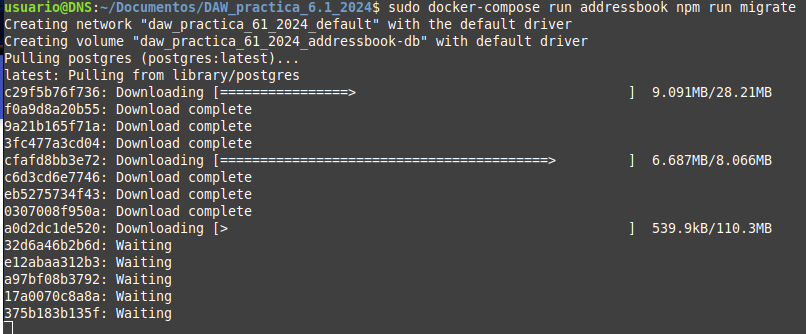 usuario@DNS:~/Documentos/DAW_practica_6.1_2024$ sudo docker-compose run addressbook npm run migrate
Creating network "daw_practica_61_2024_default" with the default driver
Creating volume "daw_practica_61_2024_addressbook-db" with default driver
Pulling postgres (postgres:latest)...
latest: Pulling from library/postgres
c29f5b76f736: Downloading [================>                                  ]  9.091MB/28.21MB
f0a9d8a20b55: Download complete
9a21b165f71a: Download complete
3fc477a3cd04: Download complete
cfafd8bb3e72: Downloading [=========================================>         ]  6.687MB/8.066MB
c6d3cd6e7746: Download complete
eb5275734f43: Download complete
0307008f950a: Download complete
a0d2dc1de520: Downloading [>                                                  ]  539.9kB/110.3MB
32d6a46b2b6d: Waiting
e12abaa312b3: Waiting
a97bf08b3792: Waiting
17a0070c8a8a: Waiting
375b183b135f: Waiting